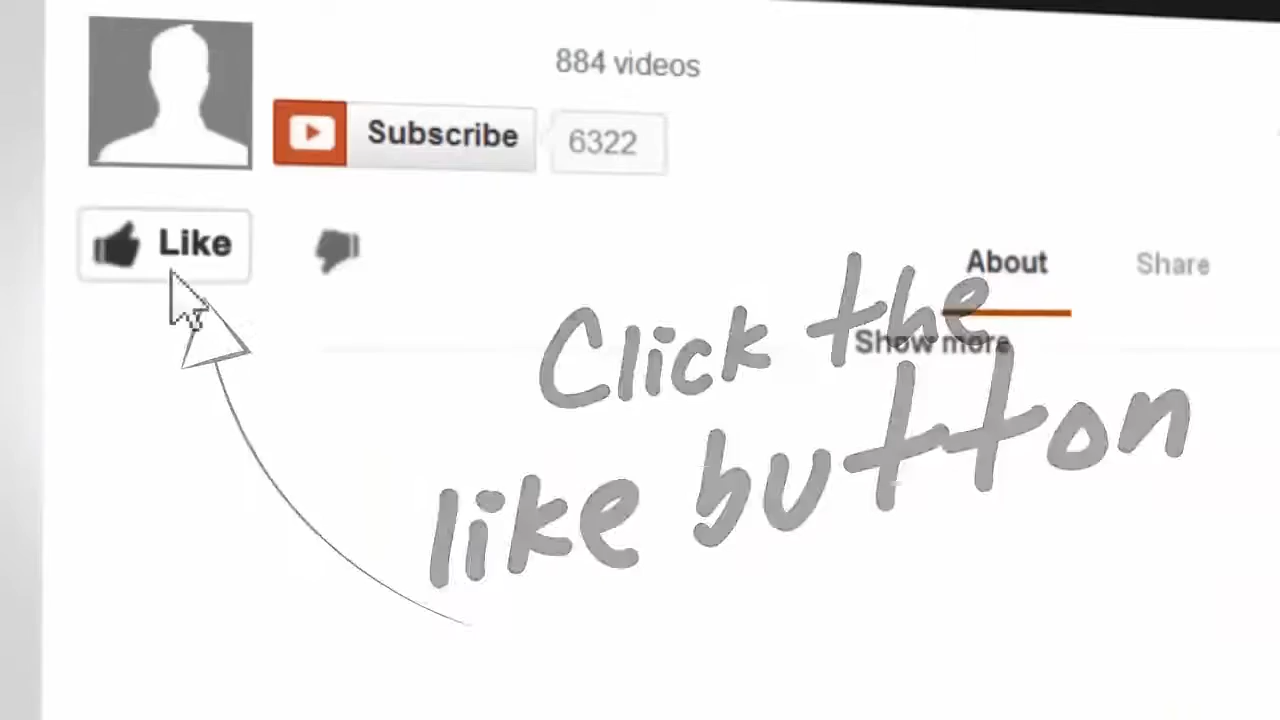 884 videos
Subscribe 6322
Like
About Share
Click the
Show more
like button